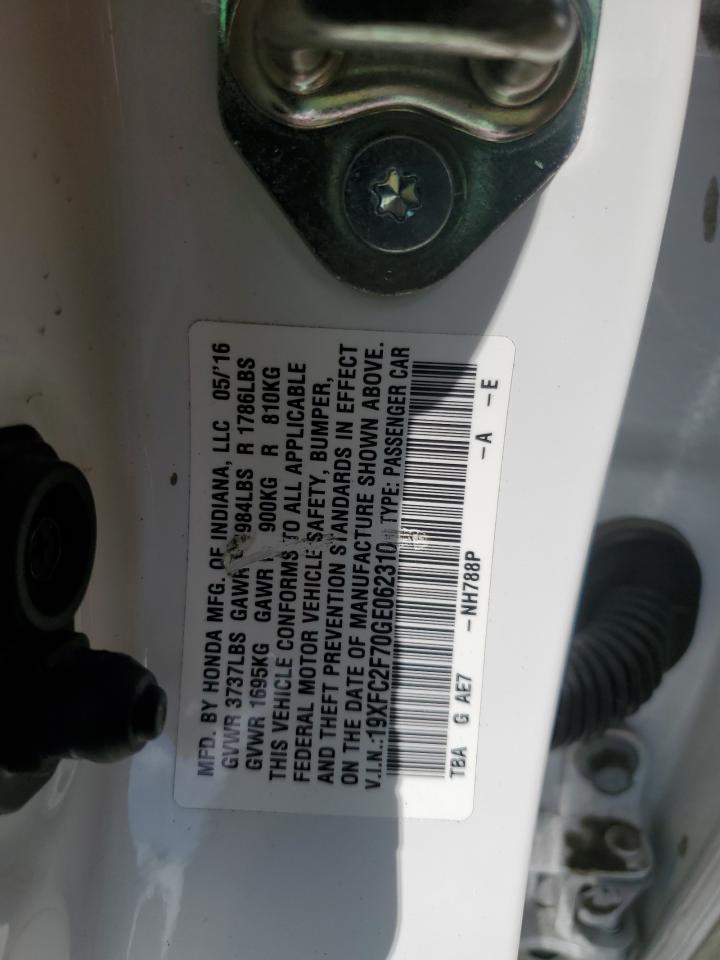 MFD. BY HONDA MFG. OF INDIANA, LLC 05/'16
GVWR 3737LBS GAWR 984LBS R 1786LBS
GVWR 1695KG GAWR 900KG R 810KG
THIS VEHICLE CONFORMS TO ALL APPLICABLE
FEDERAL MOTOR VEHICLE SAFETY, BUMPER,
AND THEFT PREVENTION STANDARDS IN EFFECT
ON THE DATE OF MANUFACTURE SHOWN ABOVE.
V.I.N.:19XFC2F70GE062310 TYPE: PASSENGER CAR
TBA G AE7 -NH788P -A -E